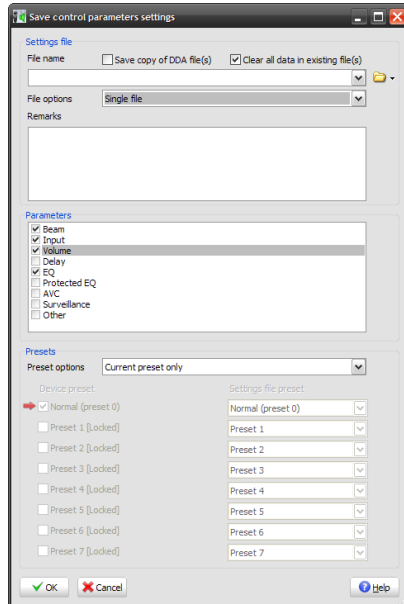 Save control parameters settings
Settings file
File name Save copy of DDA file(s) Clear all data in existing file(s)
File options Single file
Remarks
Parameters
Beam
Input
Volume
Delay
EQ
Protected EQ
AVC
Surveillance
Other
Presets
Preset options Current preset only
Device preset Settings file preset
Normal (preset 0) Normal (preset 0)
Preset 1 [Locked] Preset 1
Preset 2 [Locked] Preset 2
Preset 3 [Locked] Preset 3
Preset 4 [Locked] Preset 4
Preset 5 [Locked] Preset 5
Preset 6 [Locked] Preset 6
Preset 7 [Locked] Preset 7
OK Cancel Help